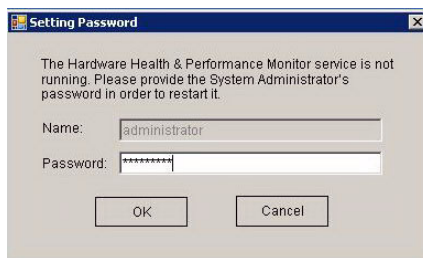 Setting Password
The Hardware Health & Performance Monitor service is not
running. Please provide the System Administrator's
password in order to restart it.
Name: administrator
Password: *********
OK Cancel